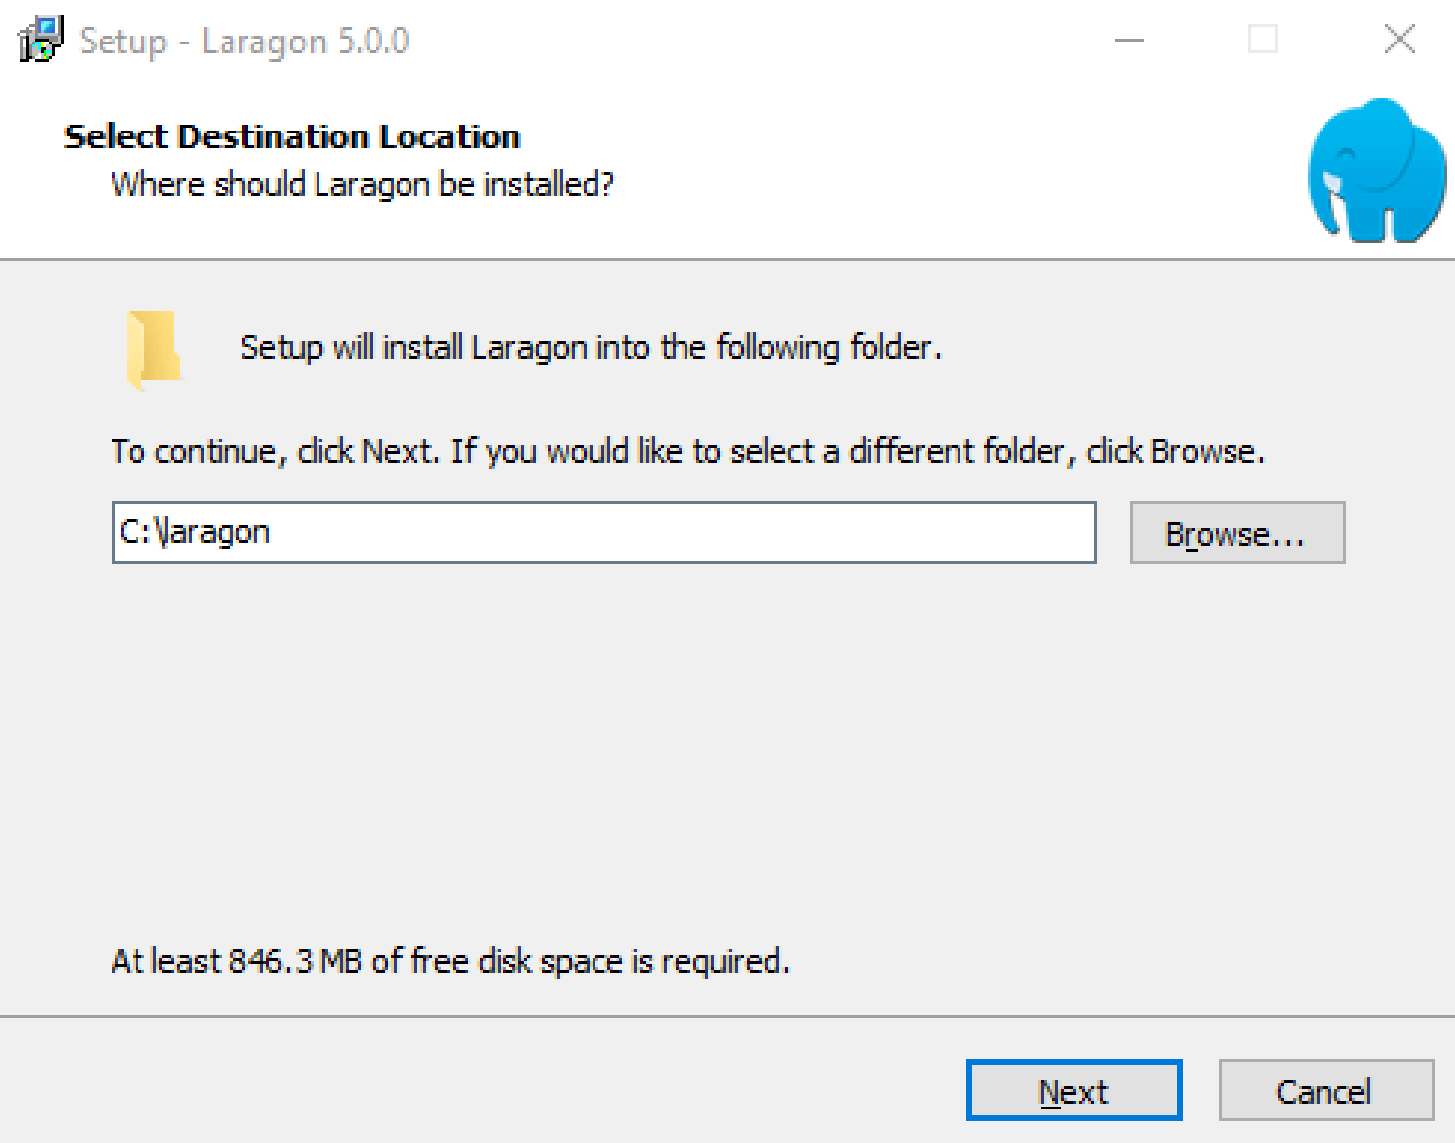 Setup - Laragon 5.0.0
Select Destination Location
Where should Laragon be installed?
Setup will install Laragon into the following folder.
To continue, click Next. If you would like to select a different folder, click Browse.
C:\laragon
Browse...
At least 846.3 MB of free disk space is required.
Next
Cancel